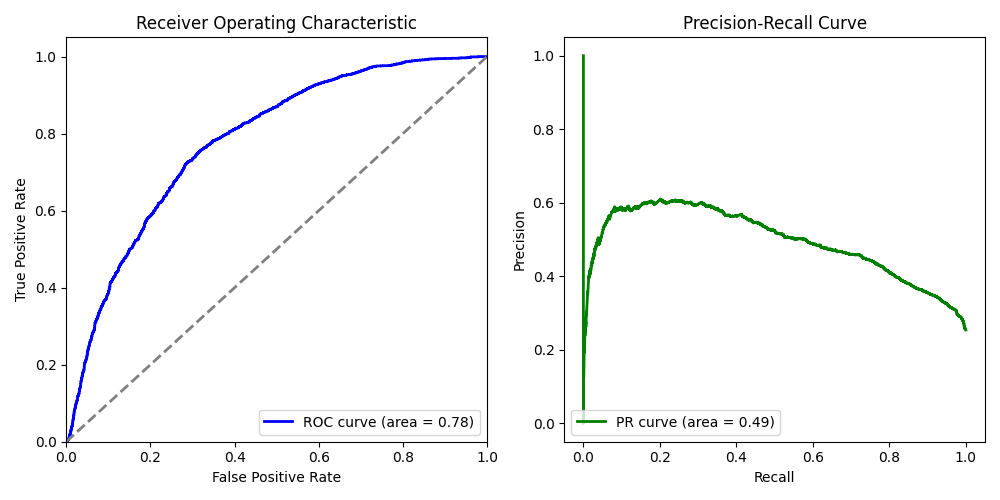 Receiver Operating Characteristic
True Positive Rate
1.0
0.8
0.6
0.4
0.2
0.0
0.0 0.2 0.4 0.6 0.8 1.0
False Positive Rate
ROC curve (area = 0.78)
Precision-Recall Curve
Precision
1.0
0.8
0.6
0.4
0.2
0.0
0.0 0.2 0.4 0.6 0.8 1.0
Recall
PR curve (area = 0.49)